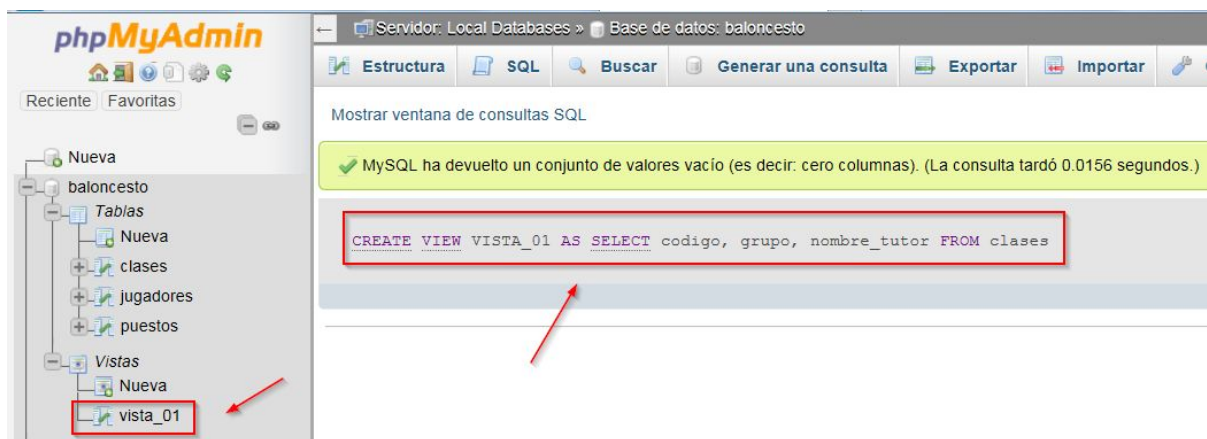 phpMyAdmin
Reciente Favoritas
Nueva
baloncesto
Tablas
Nueva
clases
jugadores
puestos
Vistas
Nueva
vista_01
Servidor: Local Databases » Base de datos: baloncesto
Estructura SQL Buscar Generar una consulta Exportar Importar
Mostrar ventana de consultas SQL
MySQL ha devuelto un conjunto de valores vacío (es decir: cero columnas). (La consulta tardó 0.0156 segundos.)
CREATE VIEW VISTA_01 AS SELECT codigo, grupo, nombre_tutor FROM clases